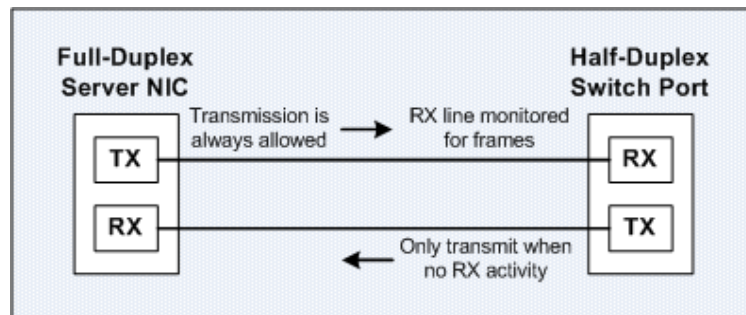 Full-Duplex
Server NIC
Half-Duplex
Switch Port
Transmission is
always allowed
RX line monitored
for frames
TX
RX
RX
TX
Only transmit when
no RX activity